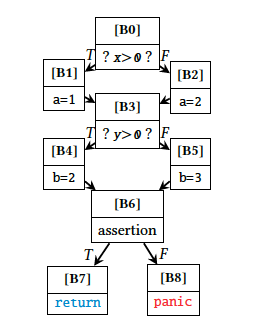 [B0]
? x>0 ?
T F
[B1] [B2]
a=1 a=2
[B3]
? y>0 ?
T F
[B4] [B5]
b=2 b=3
[B6]
assertion
T F
[B7] [B8]
return panic